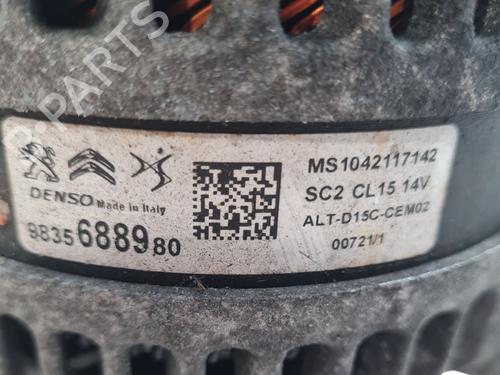 B-PARTS
MS1042117142
SC2 CL15 14V
DENSO Made in Italy
ALT-D15C-CEM02
9835688980
00721/1